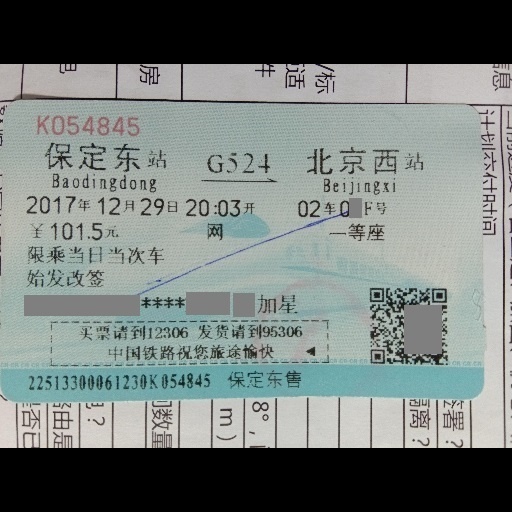 K054845
保定东站 G524 北京西站
Baodingdong Beijingxi
2017年12月29日20:03开 02车0 F号
¥101.5元 网 一等座
限乘当日当次车
始发改签
**** 加星
买票请到12306 发货请到95306
中国铁路祝您旅途愉快
22513300061230K054845 保定东售